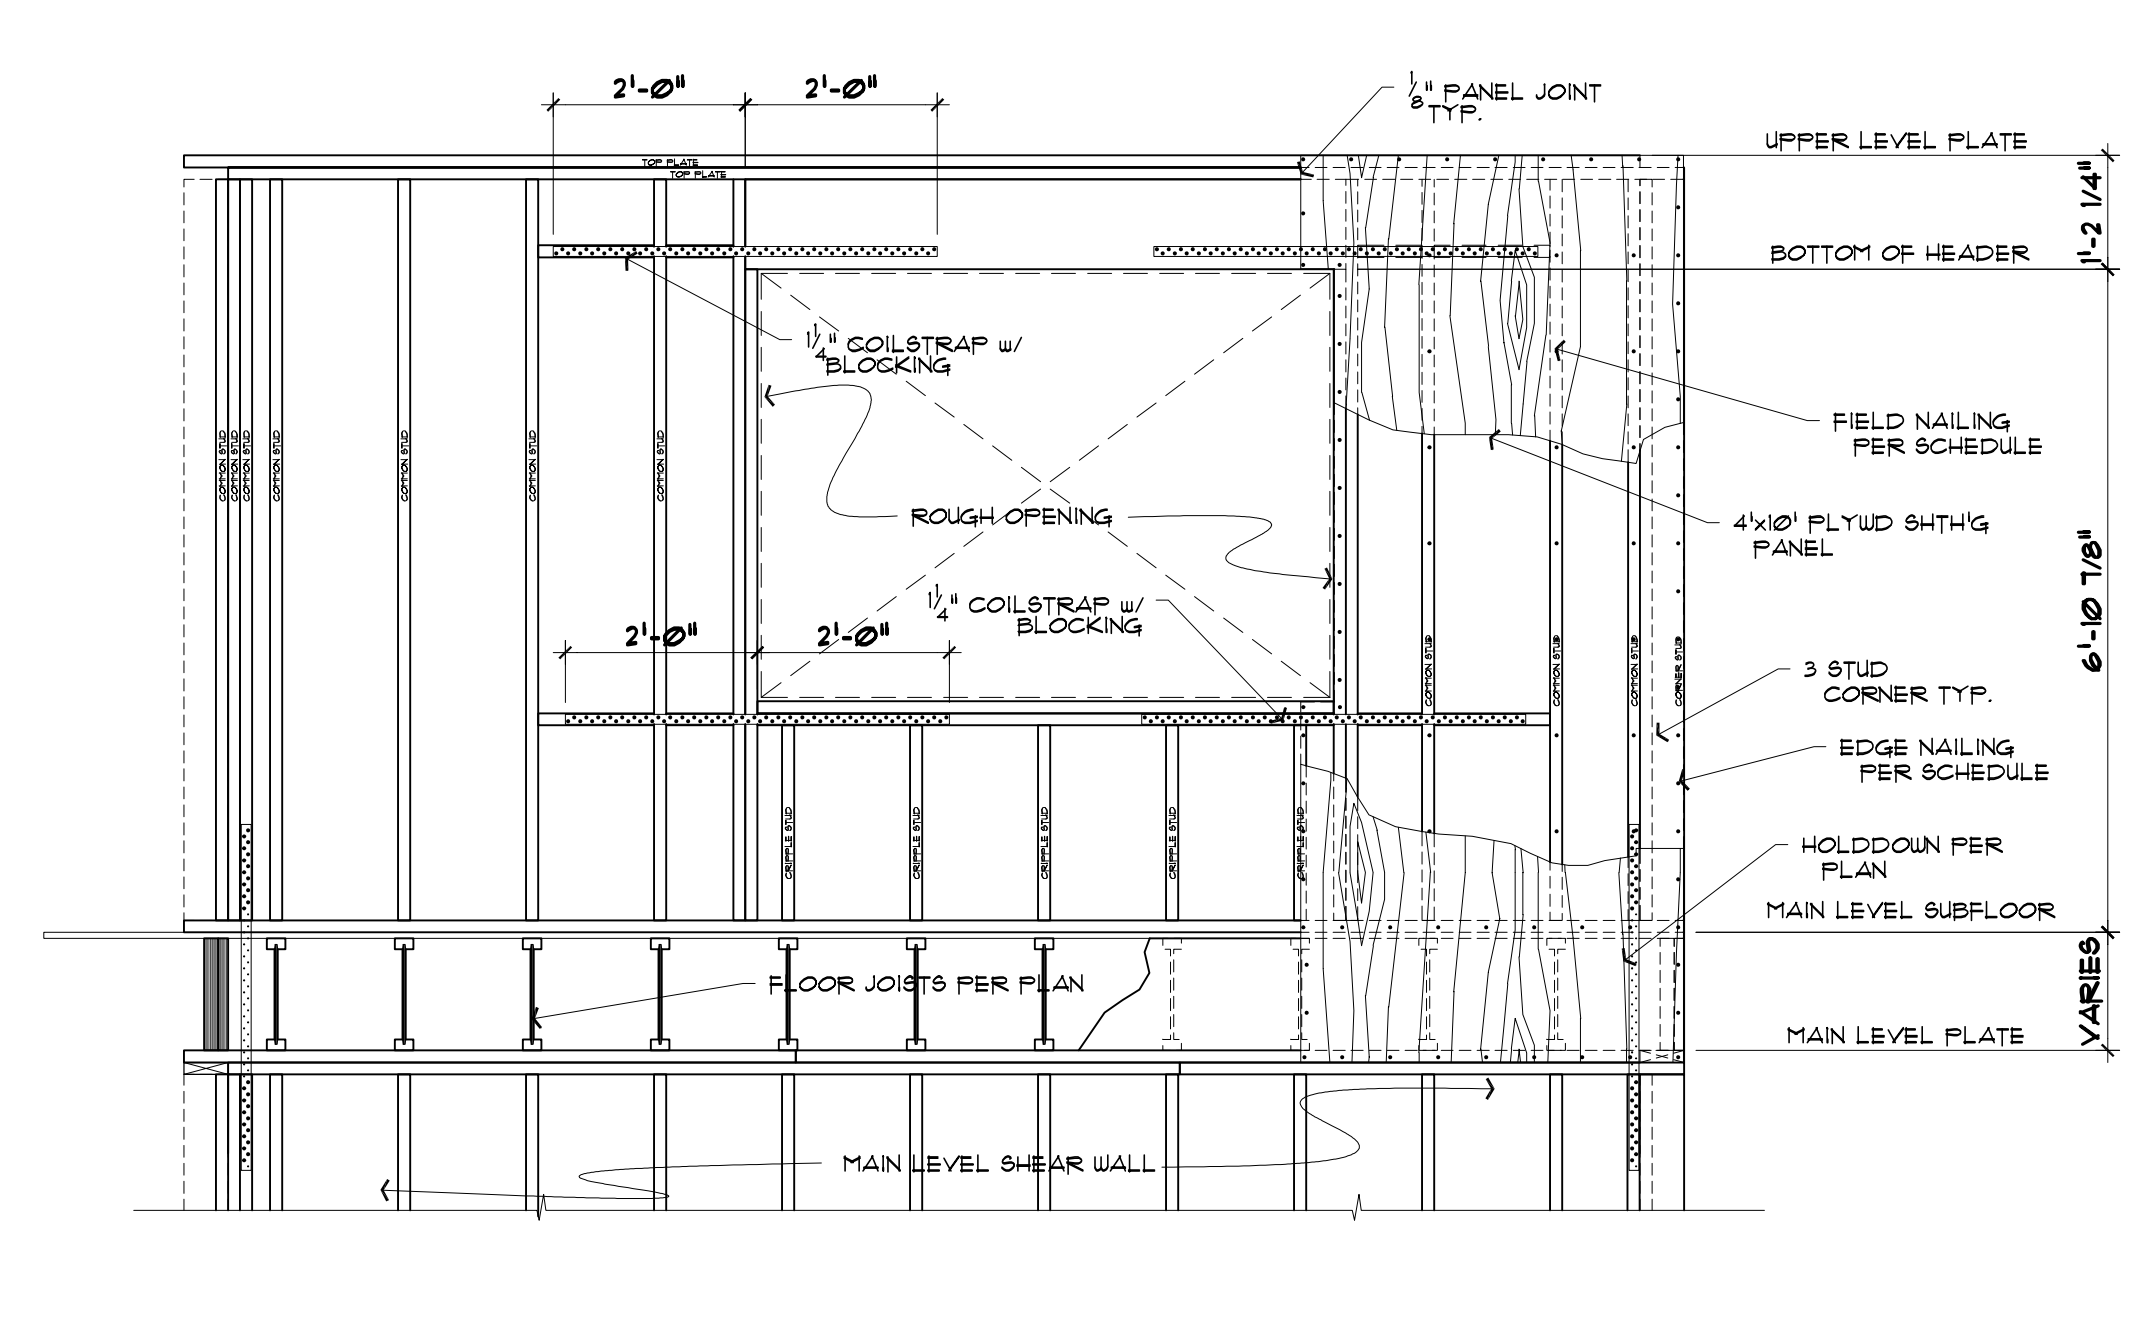 2'-0" 2'-0"
1/8" PANEL JOINT
TYP.
UPPER LEVEL PLATE
TOP PLATE
TOP PLATE
1'-2 1/4"
BOTTOM OF HEADER
1 1/4" COILSTRAP w/
BLOCKING
FIELD NAILING
PER SCHEDULE
COMMON STUD
COMMON STUD
COMMON STUD
COMMON STUD
COMMON STUD
COMMON STUD
COMMON STUD
ROUGH OPENING
4'x10' PLYWD SHTH'G
PANEL
6'-10 7/8"
1 1/4" COILSTRAP w/
BLOCKING
2'-0" 2'-0"
COMMON STUD
COMMON STUD
COMMON STUD
CORNER STUD
3 STUD
CORNER TYP.
EDGE NAILING
PER SCHEDULE
CRIPPLE STUD
CRIPPLE STUD
CRIPPLE STUD
CRIPPLE STUD
CRIPPLE STUD
HOLDDOWN PER
PLAN
MAIN LEVEL SUBFLOOR
FLOOR JOISTS PER PLAN
VARIES
MAIN LEVEL PLATE
MAIN LEVEL SHEAR WALL